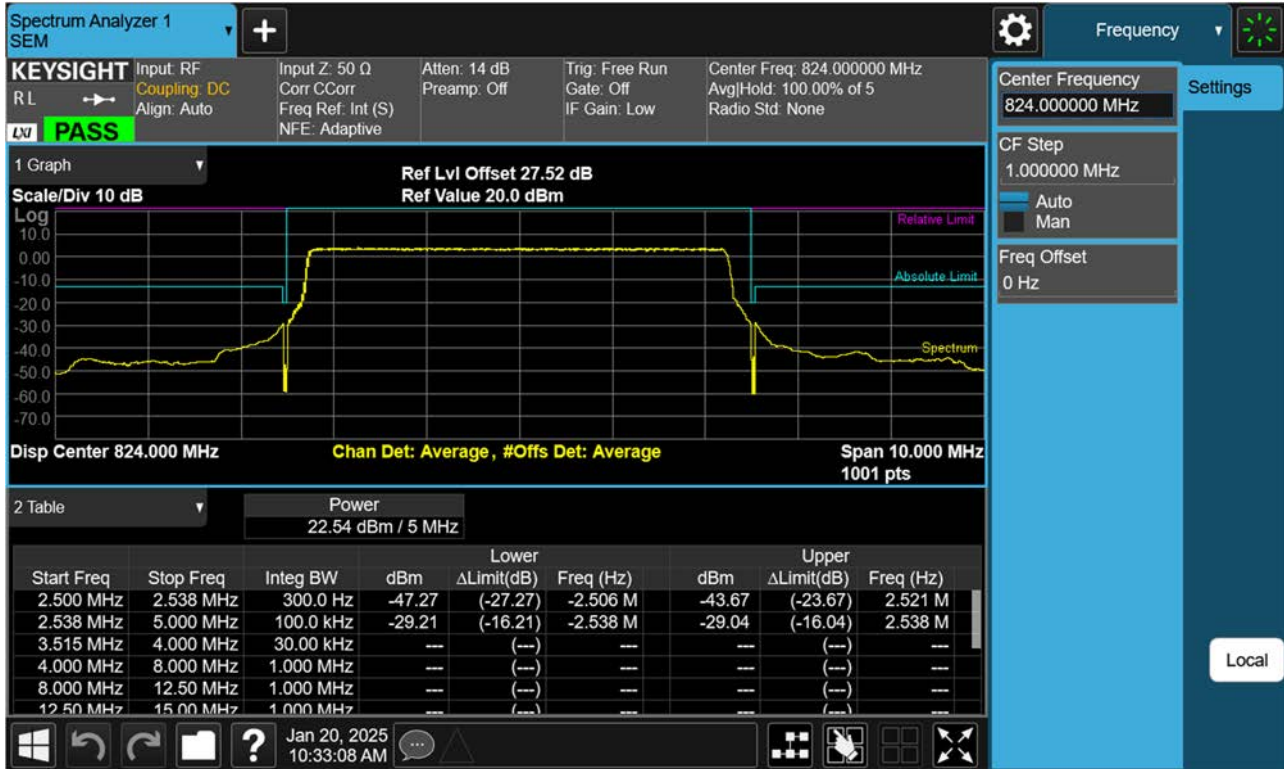 Spectrum Analyzer 1
SEM
+
Frequency
KEYSIGHT
RL
LXI
PASS
Input: RF
Coupling: DC
Align: Auto
Input Z: 50 Ω
Corr CCorr
Freq Ref: Int (S)
NFE: Adaptive
Atten: 14 dB
Preamp: Off
Trig: Free Run
Gate: Off
IF Gain: Low
Center Freq: 824.000000 MHz
Avg|Hold: 100.00% of 5
Radio Std: None
Center Frequency
824.000000 MHz
Settings
CF Step
1.000000 MHz
Auto
Man
Freq Offset
0 Hz
1 Graph
Ref Lvl Offset 27.52 dB
Scale/Div 10 dB
Ref Value 20.0 dBm
Log
10.0
0.00
-10.0
-20.0
-30.0
-40.0
-50.0
-60.0
-70.0
Relative Limit
Absolute Limit
Spectrum
Disp Center 824.000 MHz
Chan Det: Average, #Offs Det: Average
Span 10.000 MHz
1001 pts
2 Table
Power
22.54 dBm / 5 MHz
Lower Upper
Start Freq Stop Freq Integ BW dBm ΔLimit(dB) Freq (Hz) dBm ΔLimit(dB) Freq (Hz)
2.500 MHz 2.538 MHz 300.0 Hz -47.27 (-27.27) -2.506 M -43.67 (-23.67) 2.521 M
2.538 MHz 5.000 MHz 100.0 kHz -29.21 (-16.21) -2.538 M -29.04 (-16.04) 2.538 M
3.515 MHz 4.000 MHz 30.00 kHz --- (---) --- --- (---) ---
4.000 MHz 8.000 MHz 1.000 MHz --- (---) --- --- (---) ---
8.000 MHz 12.50 MHz 1.000 MHz --- (---) --- --- (---) ---
12.50 MHz 15.00 MHz 1.000 MHz --- (---) --- --- (---) ---
Local
?
Jan 20, 2025
10:33:08 AM